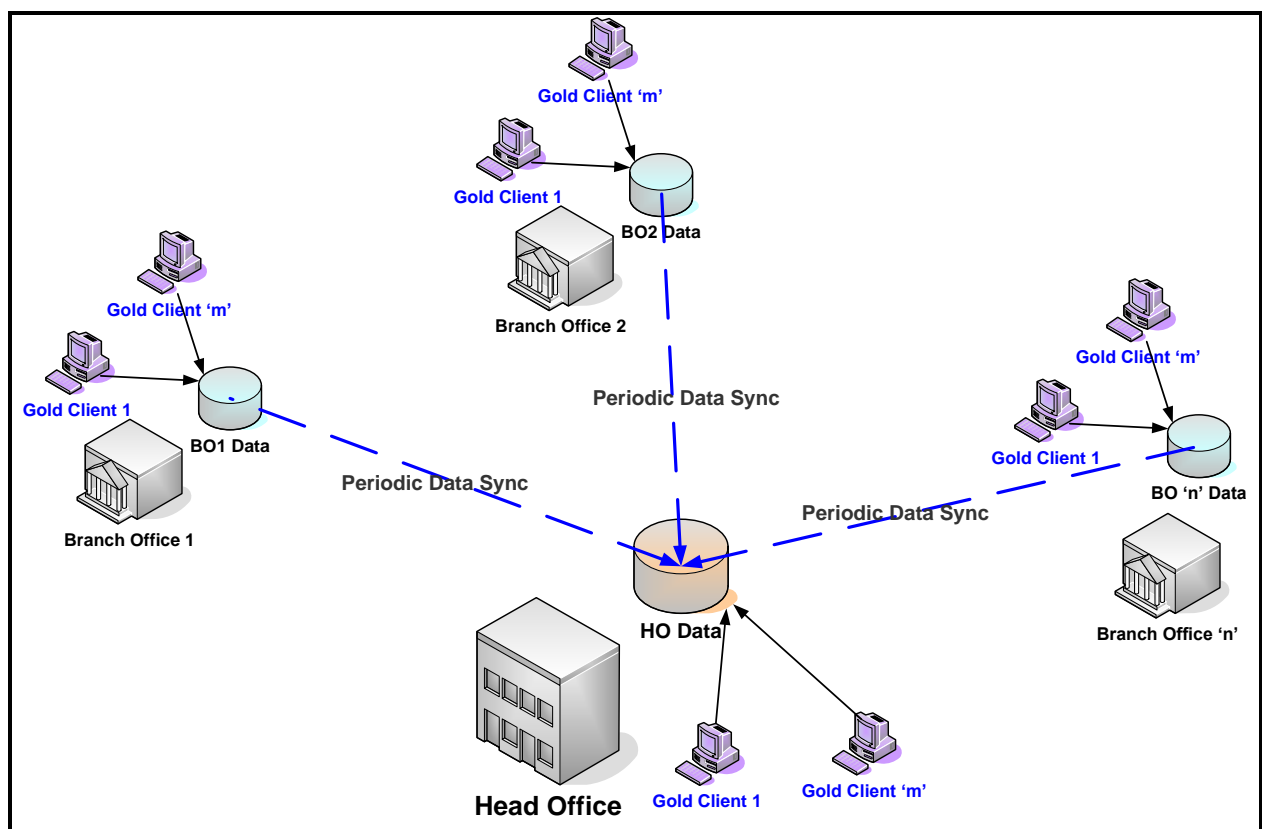 Gold Client ‘m’
Gold Client 1
BO2 Data
Branch Office 2
Gold Client ‘m’
Gold Client 1
BO1 Data
Branch Office 1
Gold Client ‘m’
Gold Client 1
BO ‘n’ Data
Branch Office ‘n’
Periodic Data Sync
Periodic Data Sync
Periodic Data Sync
HO Data
Head Office
Gold Client 1
Gold Client ‘m’